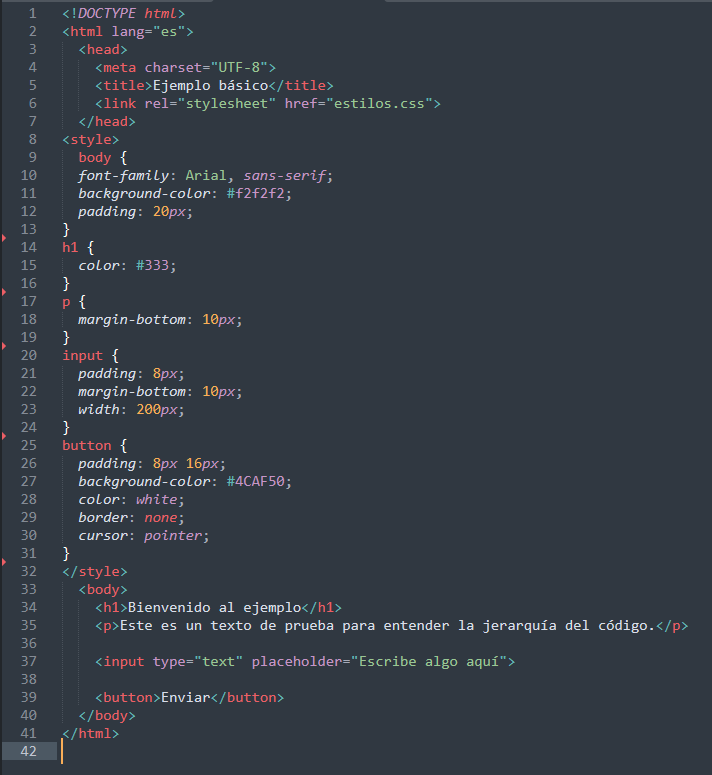 1 <!DOCTYPE html>
2 <html lang="es">
3 <head>
4 <meta charset="UTF-8">
5 <title>Ejemplo básico</title>
6 <link rel="stylesheet" href="estilos.css">
7 </head>
8 <style>
9 body {
10 font-family: Arial, sans-serif;
11 background-color: #f2f2f2;
12 padding: 20px;
13 }
14 h1 {
15 color: #333;
16 }
17 p {
18 margin-bottom: 10px;
19 }
20 input {
21 padding: 8px;
22 margin-bottom: 10px;
23 width: 200px;
24 }
25 button {
26 padding: 8px 16px;
27 background-color: #4CAF50;
28 color: white;
29 border: none;
30 cursor: pointer;
31 }
32 </style>
33 <body>
34 <h1>Bienvenido al ejemplo</h1>
35 <p>Este es un texto de prueba para entender la jerarquía del código.</p>
36
37 <input type="text" placeholder="Escribe algo aquí">
38
39 <button>Enviar</button>
40 </body>
41 </html>
42